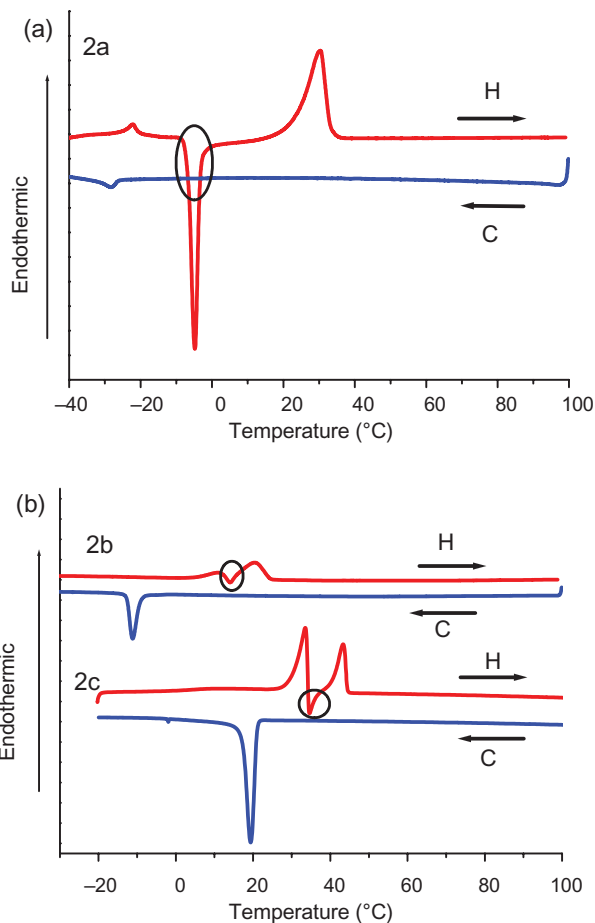 (a)
2a
H
C
Endothermic
–40 –20 0 20 40 60 80 100
Temperature (°C)
(b)
2b
H
C
2c
H
C
Endothermic
–20 0 20 40 60 80 100
Temperature (°C)